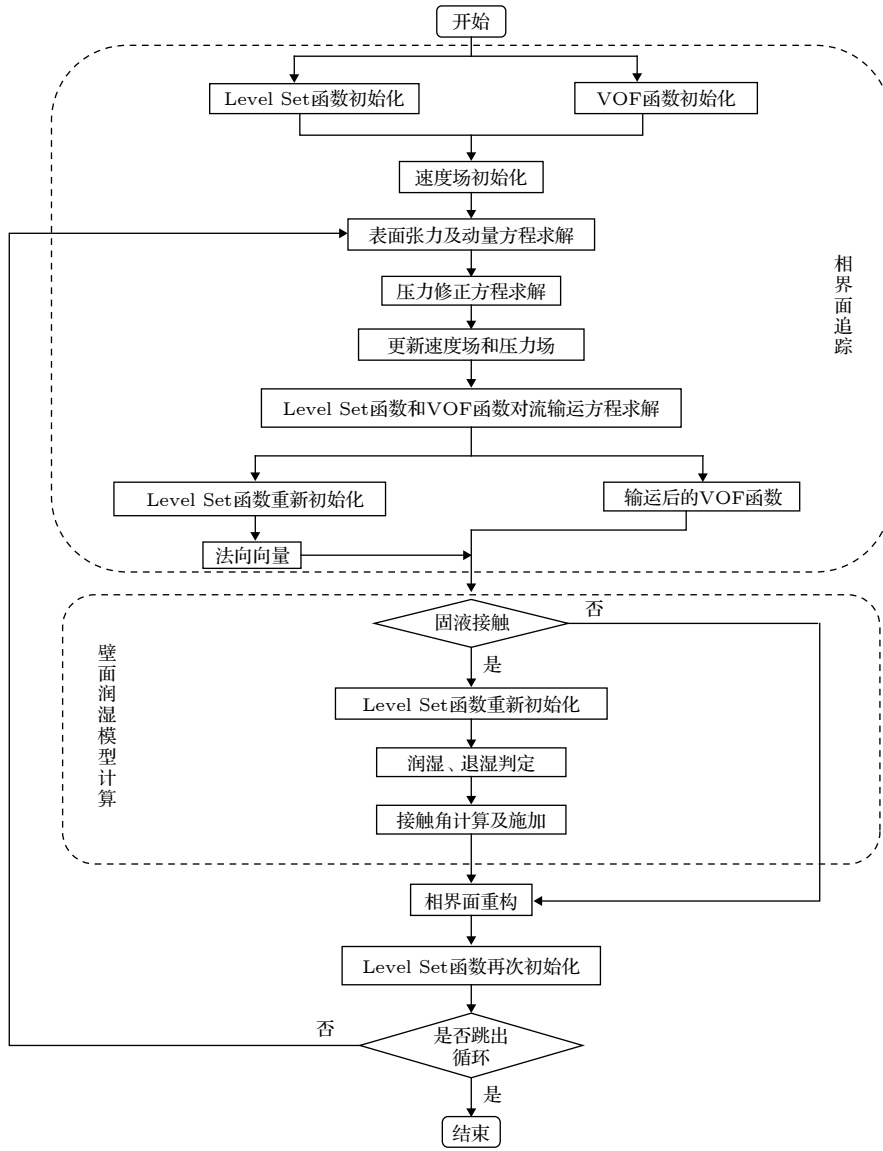 开始
Level Set函数初始化
VOF函数初始化
速度场初始化
表面张力及动量方程求解
压力修正方程求解
更新速度场和压力场
Level Set函数和VOF函数对流输运方程求解
Level Set函数重新初始化
输运后的VOF函数
法向向量
相界面追踪
固液接触
否
是
Level Set函数重新初始化
润湿、退湿判定
接触角计算及施加
壁面润湿模型计算
相界面重构
Level Set函数再次初始化
是否跳出
循环
否
是
结束